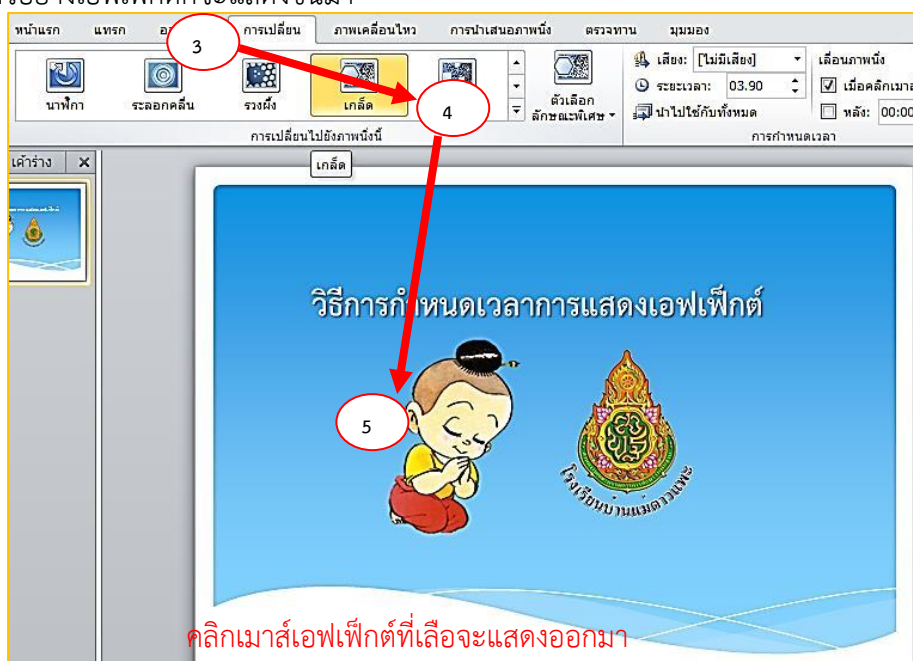 หน้าแรก แทรก การเปลี่ยน ภาพเคลื่อนไหว การนำเสนอภาพนิ่ง ตรวจทาน มุมมอง
3
เสียง: [ไม่มีเสียง] เลื่อนภาพนิ่ง
ระยะเวลา: 03.90 เมื่อคลิกเมาส์
นาฬิกา ระลอกคลื่น รวงผึ้ง เกล็ด 4 ตัวเลือก
ลักษณะพิเศษ นำไปใช้กับทั้งหมด หลัง: 00:00
การเปลี่ยนไปยังภาพนิ่งนี้ การกำหนดเวลา
เค้าร่าง x เกล็ด
วิธีการกำหนดเวลาการแสดงเอฟเฟ็กต์
5
โรงเรียนบ้านแม่ดาวแพะ
คลิกเมาส์เอฟเฟ็กต์ที่เลือจะแสดงออกมา